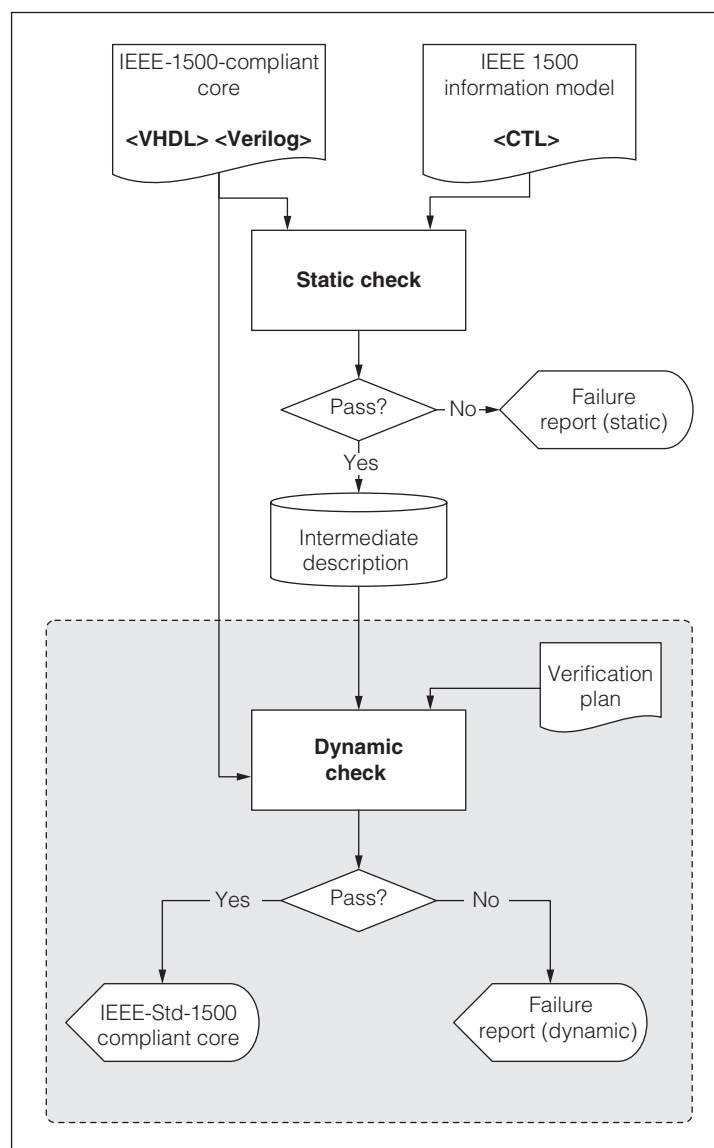 IEEE-1500-compliant
core
<VHDL> <Verilog>
IEEE 1500
information model
<CTL>
Static check
Pass?
No
Failure
report (static)
Yes
Intermediate
description
Verification
plan
Dynamic
check
Yes
Pass?
No
IEEE-Std-1500
compliant core
Failure
report (dynamic)